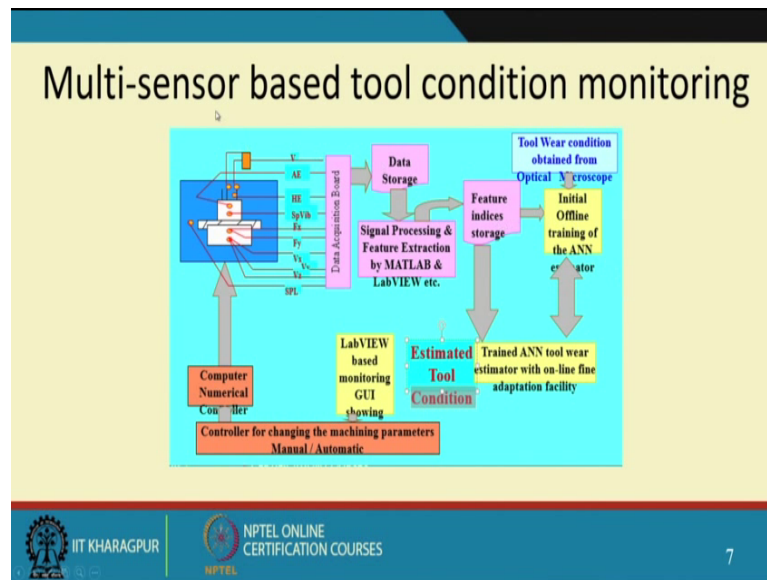 Multi-sensor based tool condition monitoring
V
AE
HE
SpVib
Fx
Fy
Vx
Vz
SPL
Data Acquisition Board
Data
Storage
Signal Processing &
Feature Extraction
by MATLAB &
LabVIEW etc.
Feature
indices
storage
Tool Wear condition
obtained from
Optical Microscope
Initial
Offline
training of
the ANN
estimator
Trained ANN tool wear
estimator with on-line fine
adaptation facility
Estimated
Tool
Condition
LabVIEW
based
monitoring
GUI
showing
Computer
Numerical
Controller
Controller for changing the machining parameters
Manual / Automatic
IIT KHARAGPUR
NPTEL
NPTEL ONLINE
CERTIFICATION COURSES
7